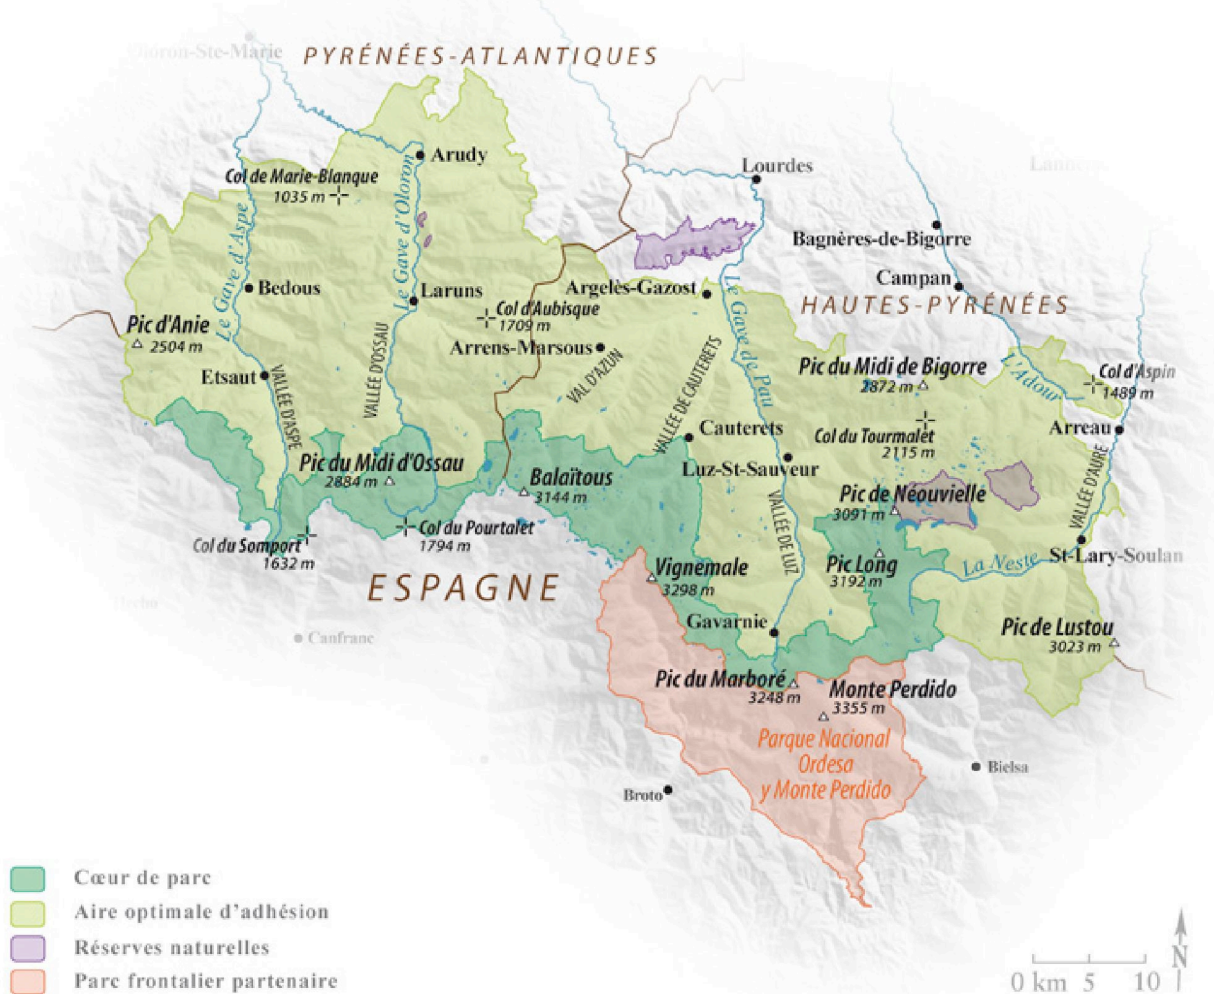 Oloron-Ste-Marie
PYRÉNÉES-ATLANTIQUES
Arudy
Lourdes
Col de Marie-Blanque
1035 m
Le Gave d'Oloron
Le Gave d'Aspe
Bagnères-de-Bigorre
Campan
Bedous
Laruns
Argelès-Gazost
HAUTES-PYRÉNÉES
Col d'Aubisque
1709 m
Le Gave de Pau
Pic d'Anie
2504 m
Arrens-Marsous
VAL D'AZUN
VALLÉE D'OSSAU
VALLÉE DE CAUTERETS
Pic du Midi de Bigorre
2872 m
L'Adour
Col d'Aspin
1489 m
Etsaut
VALLÉE D'ASPE
Cauterets
Col du Tourmalet
2115 m
Arreau
Luz-St-Sauveur
Pic du Midi d'Ossau
2884 m
Balaïtous
3144 m
Pic de Néouvielle
3091 m
VALLÉE D'AURE
VALLÉE DE LUZ
Col du Pourtalet
1794 m
Col du Somport
1632 m
St-Lary-Soulan
La Neste
Pic Long
3192 m
Vignemale
3298 m
ESPAGNE
Gavarnie
Canfranc
Pic de Lustou
3023 m
Pic du Marboré
3248 m
Monte Perdido
3355 m
Parque Nacional
Ordesa
y Monte Perdido
Bielsa
Broto
Cœur de parc
Aire optimale d'adhésion
Réserves naturelles
Parc frontalier partenaire
N
0 km 5 10